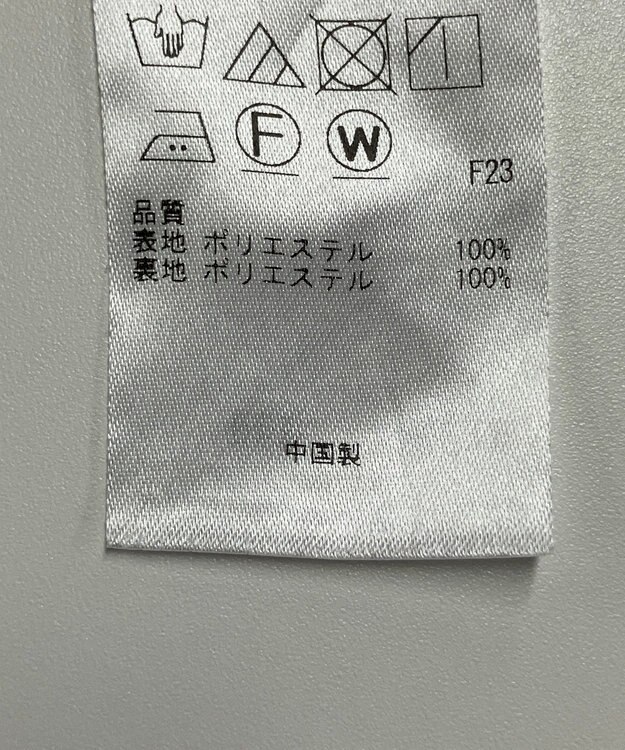 F W
F23
品質
表地 ポリエステル 100%
裏地 ポリエステル 100%
中国製